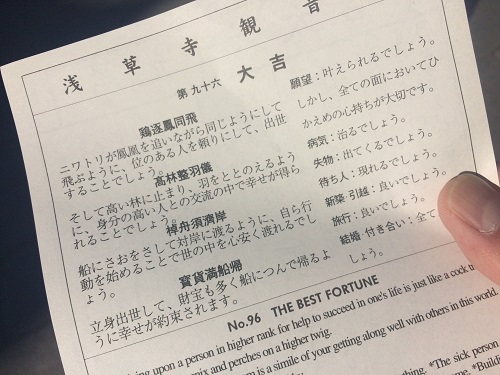 浅草寺観音
第九十六 大吉
鶏逐鳳同飛
ニワトリが鳳凰を追いながら同じようにして
飛ぶように、位のある人を頼りにして、出世
することでしょう。
高林整羽儀
そして高い林に止まり、羽をととのえるよう
に、身分の高い人との交流の中で幸せが得ら
れることでしょう。
棹舟須濟岸
船にさおをさして対岸に渡るように、自ら行
動を始めることで世の中を心安く渡れるでし
ょう。
寳貨満船帰
立身出世して、財宝も多く船につんで帰るよ
うに幸せが約束されます。
願望：叶えられるでしょう。
しかし、全ての面においてひ
かえめの心持ちが大切です。
病気：治るでしょう。
失物：出てくるでしょう。
待ち人：現れるでしょう。
新築・引越：良いでしょう。
旅行：良いでしょう。
結婚・付き合い：全て
しょう。
No.96 THE BEST FORTUNE
upon a person in higher rank for help to succeed in one's life is just like a cock
and perches on a higher twig.
is a simile of your getting along well with others in this world.
*The sick person